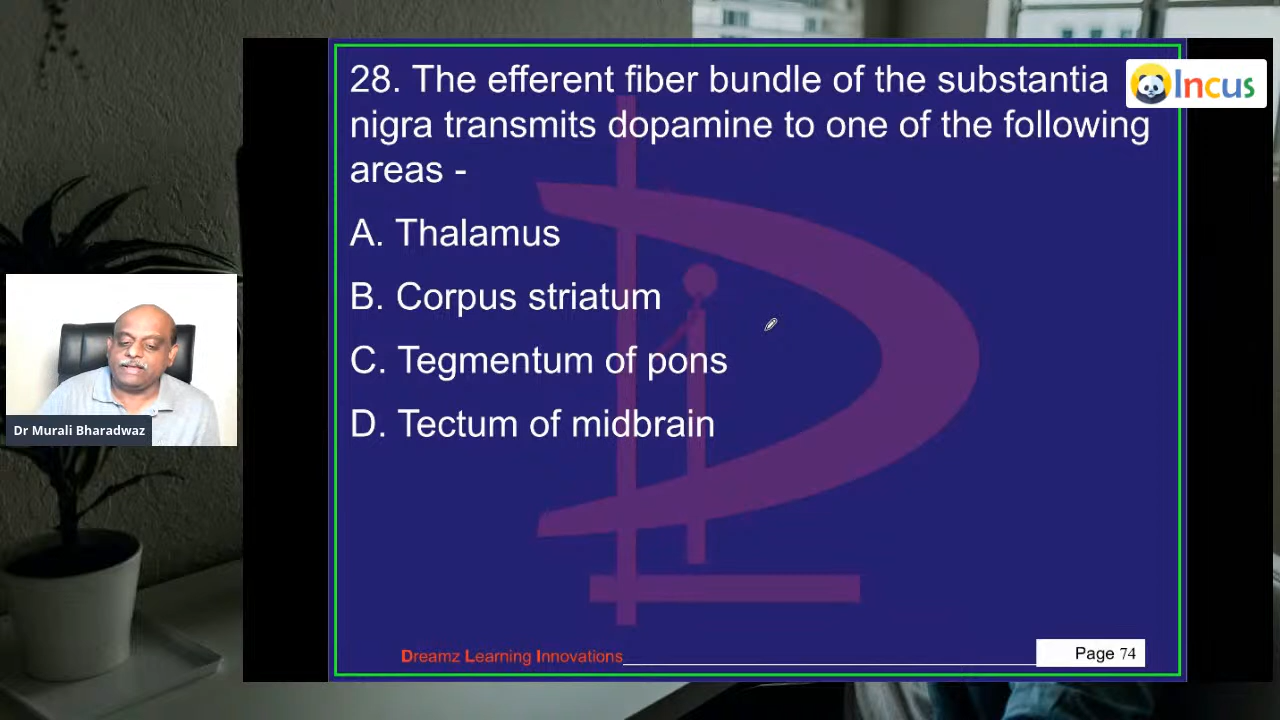 28. The efferent fiber bundle of the substantia
nigra transmits dopamine to one of the following
areas -
A. Thalamus
B. Corpus striatum
C. Tegmentum of pons
D. Tectum of midbrain
Incus
Dr Murali Bharadwaz
Dreamz Learning Innovations
Page 74